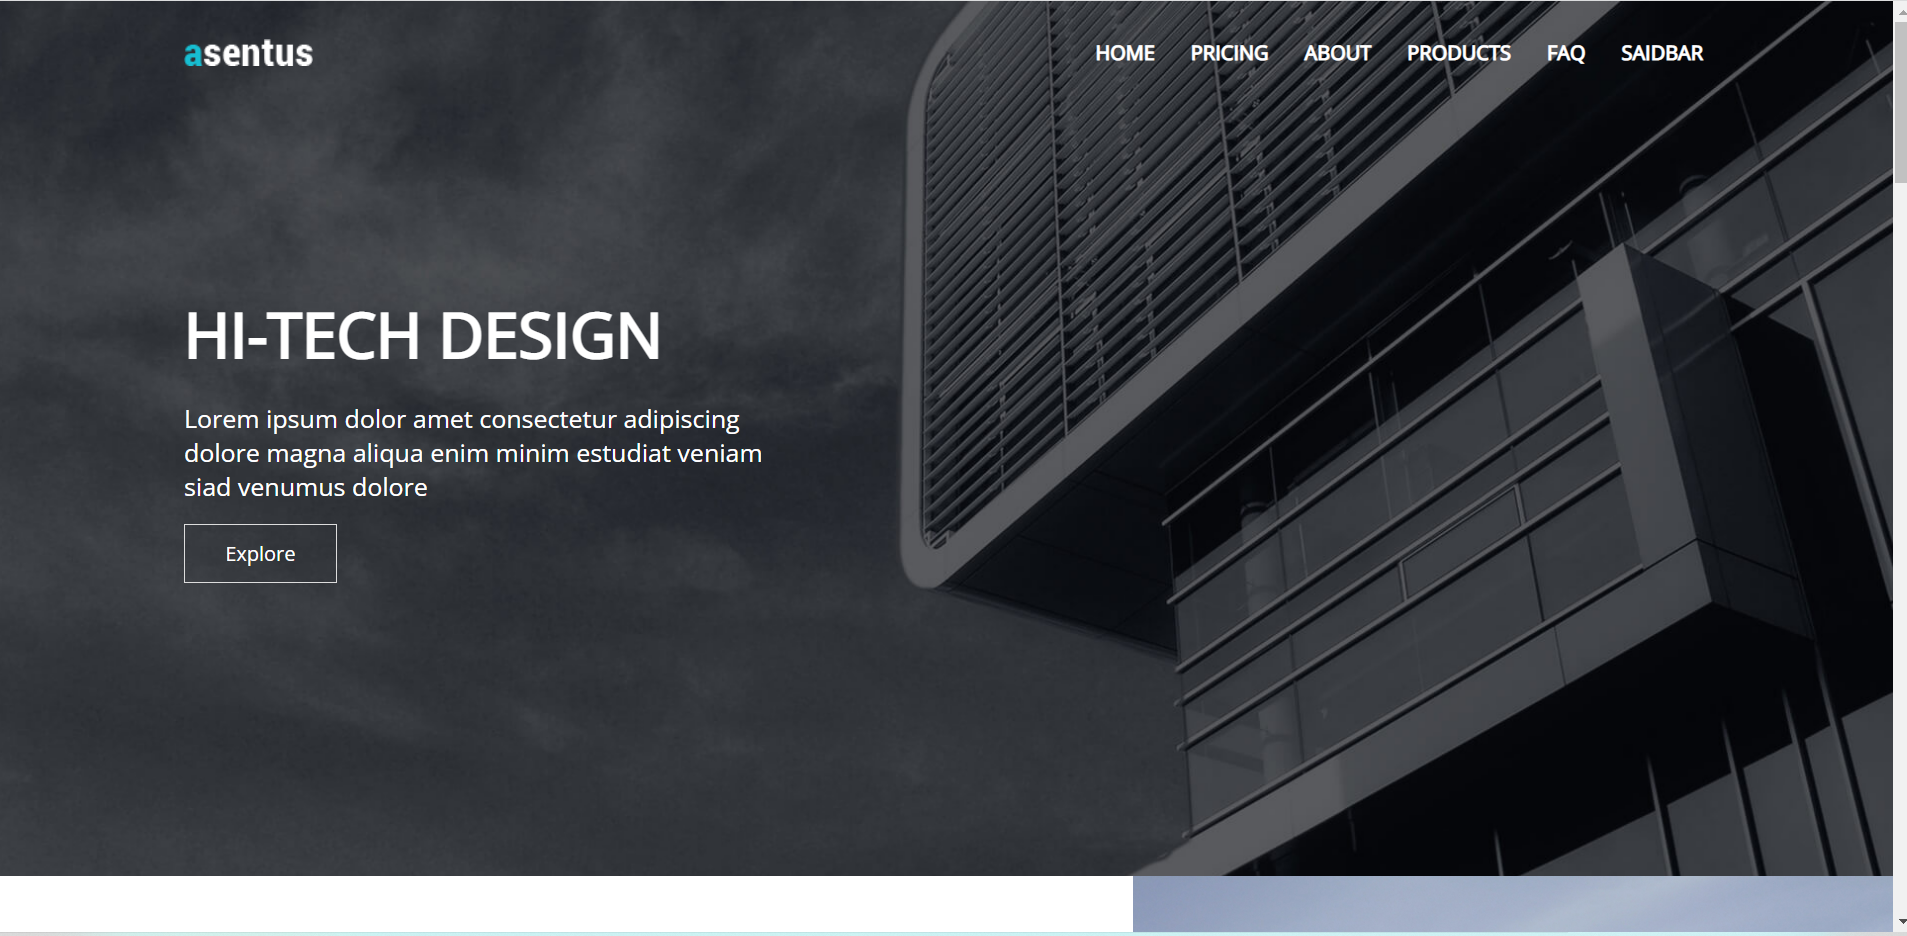 asentus
HOME PRICING ABOUT PRODUCTS FAQ SAIDBAR
HI-TECH DESIGN
Lorem ipsum dolor amet consectetur adipiscing
dolore magna aliqua enim minim estudiat veniam
siad venumus dolore
Explore